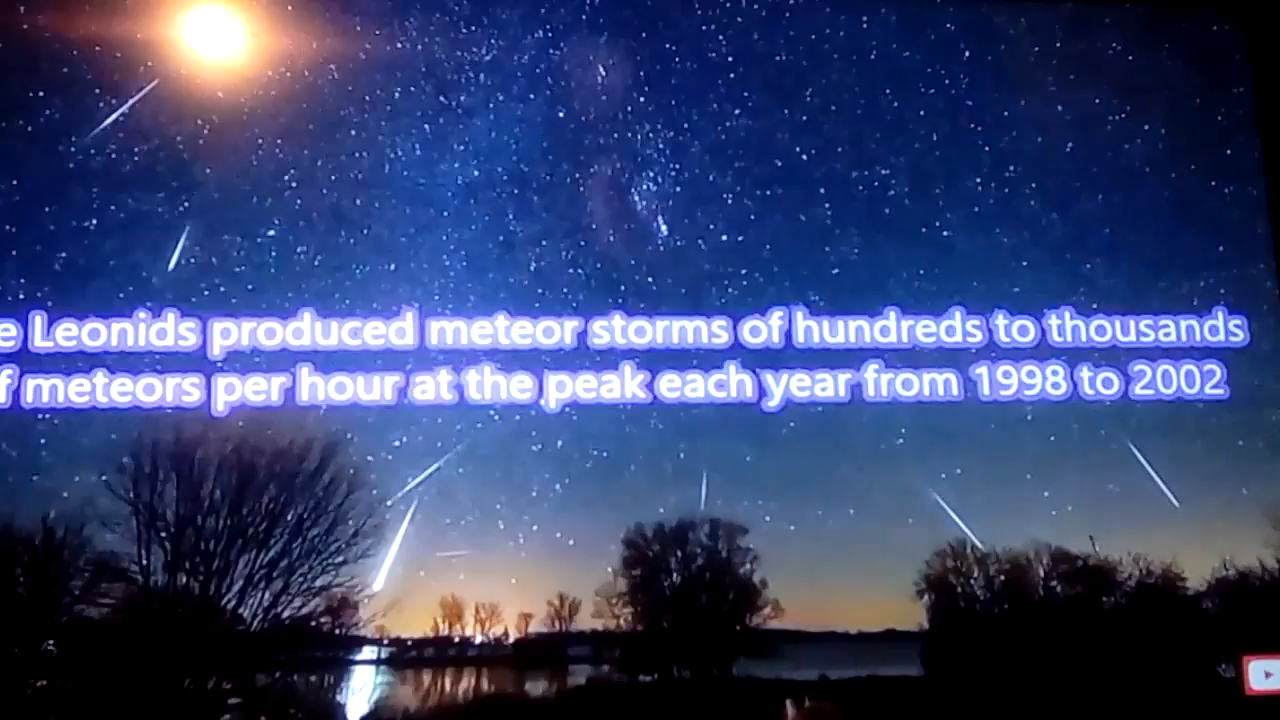 e Leonids produced meteor storms of hundreds to thousands
f meteors per hour at the peak each year from 1998 to 2002